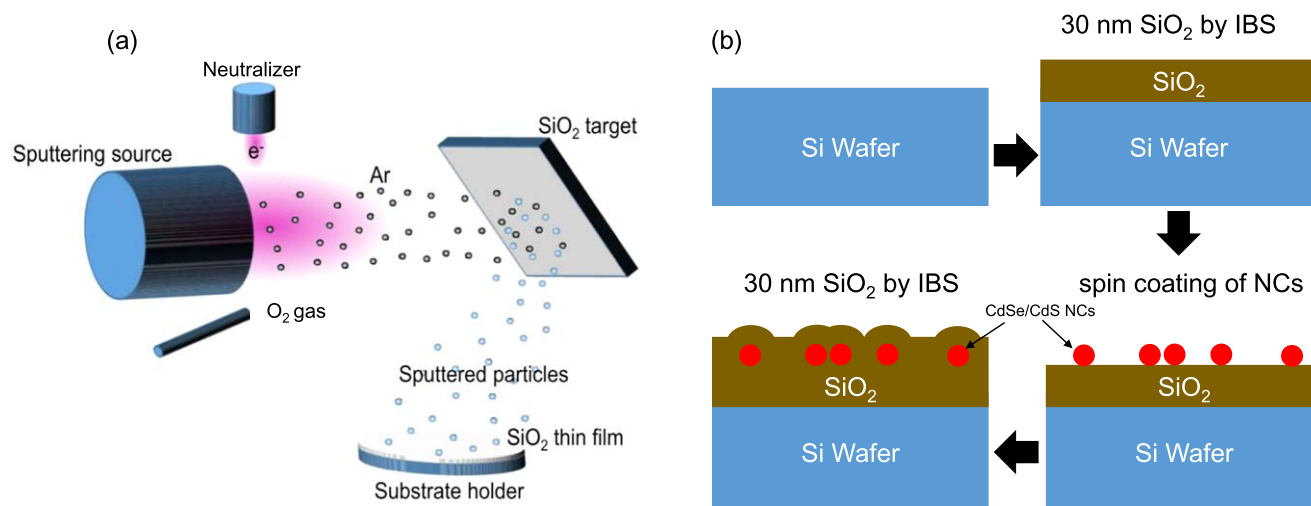 (a)
Neutralizer
e-
Sputtering source
Ar
SiO2 target
O2 gas
Sputtered particles
SiO2 thin film
Substrate holder
(b)
30 nm SiO2 by IBS
SiO2
Si Wafer
Si Wafer
30 nm SiO2 by IBS
spin coating of NCs
CdSe/CdS NCs
SiO2
SiO2
Si Wafer
Si Wafer